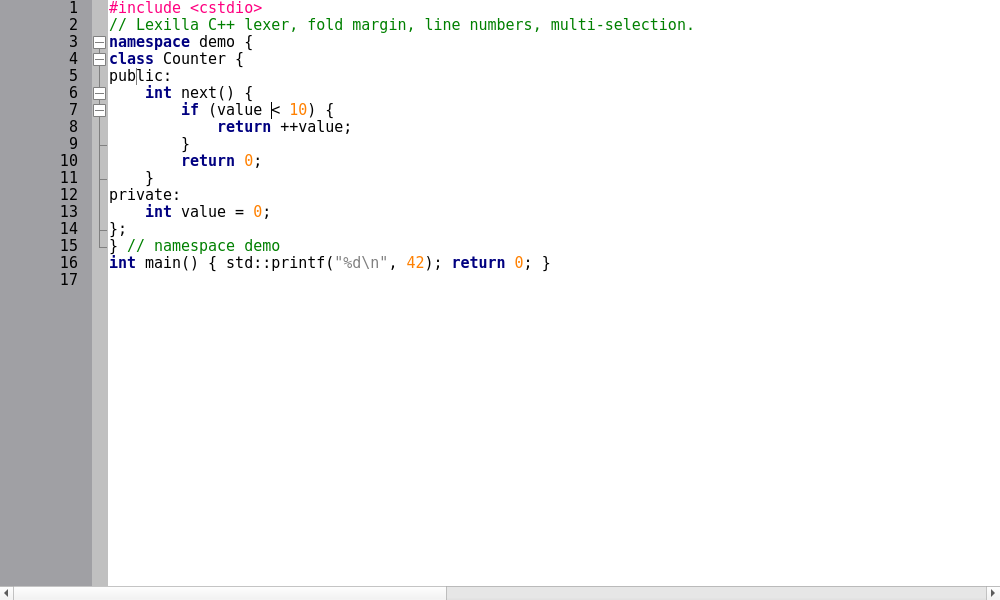 1 #include <cstdio>
2 // Lexilla C++ lexer, fold margin, line numbers, multi-selection.
3 namespace demo {
4 class Counter {
5 public:
6     int next() {
7         if (value < 10) {
8             return ++value;
9         }
10         return 0;
11     }
12 private:
13     int value = 0;
14 };
15 } // namespace demo
16 int main() { std::printf("%d\n", 42); return 0; }
17